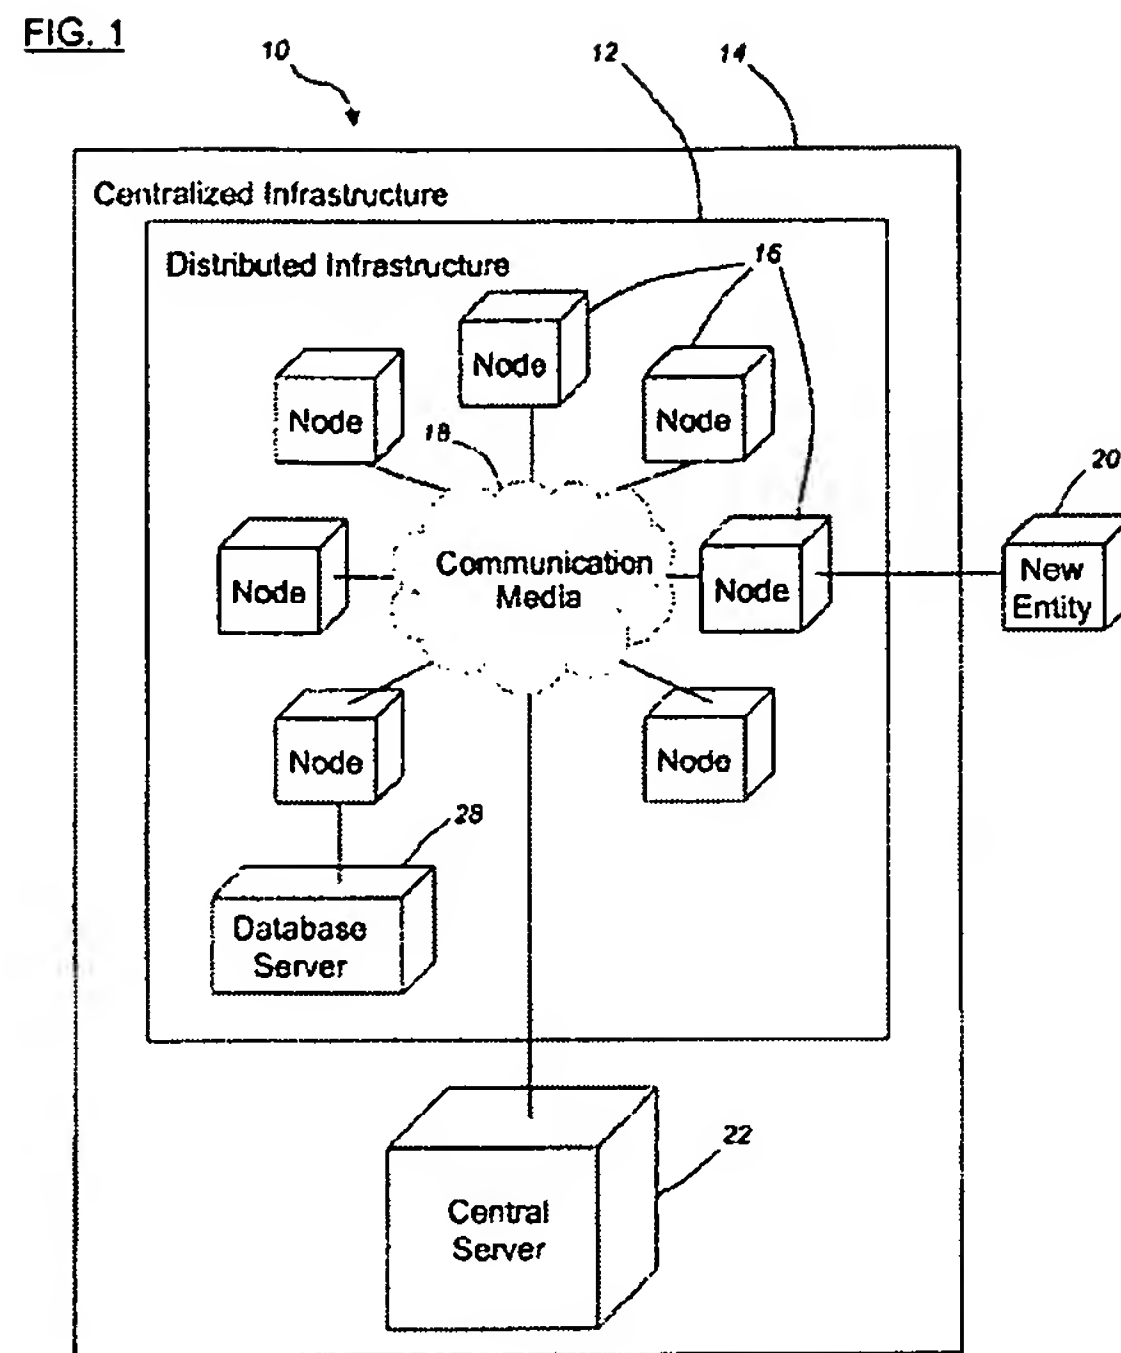 FIG. 1
10
12
14
Centralized Infrastructure
Distributed Infrastructure
16
Node
Node
Node
18
20
Communication
Media
Node
Node
New
Entity
Node
Node
28
Database
Server
22
Central
Server